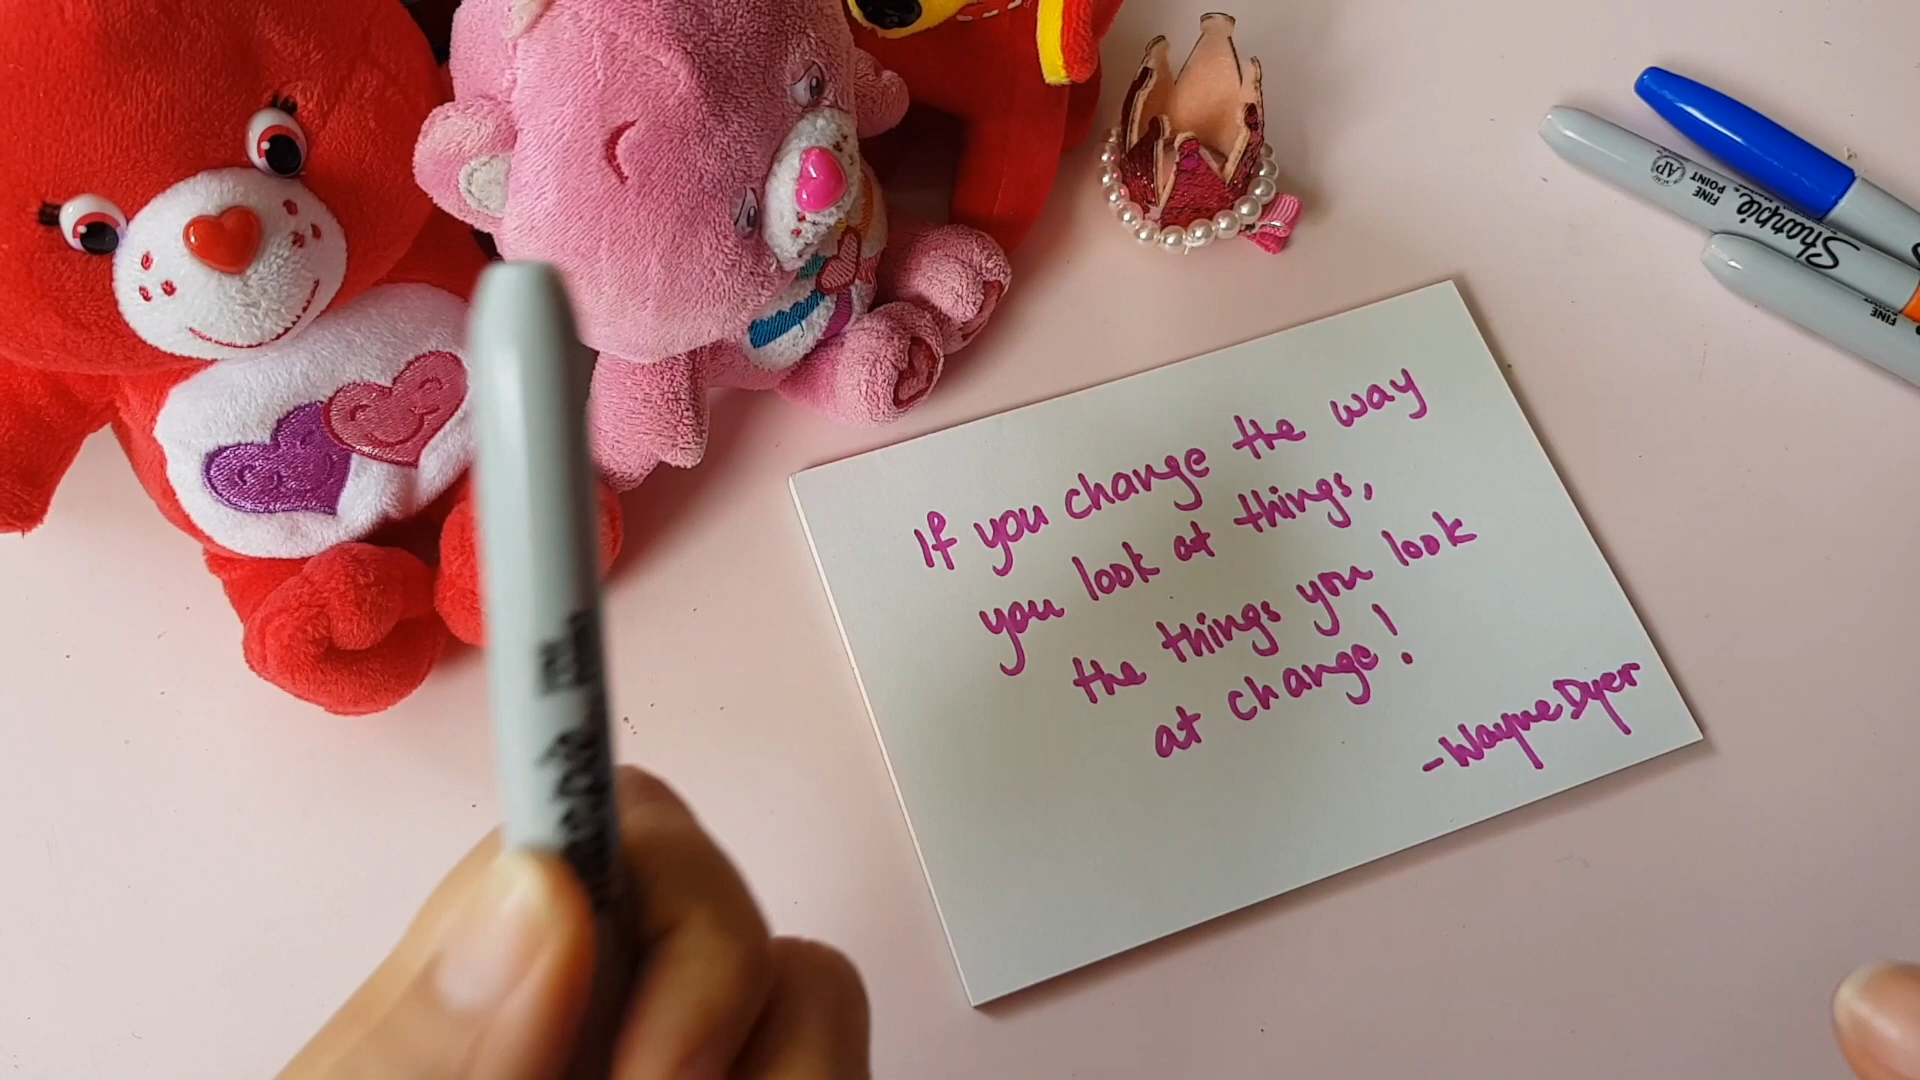 If you change the way
you look at things,
the things you look
at change!
-Wayne Dyer
Sharpie
FINE
POINT
AP
FINE